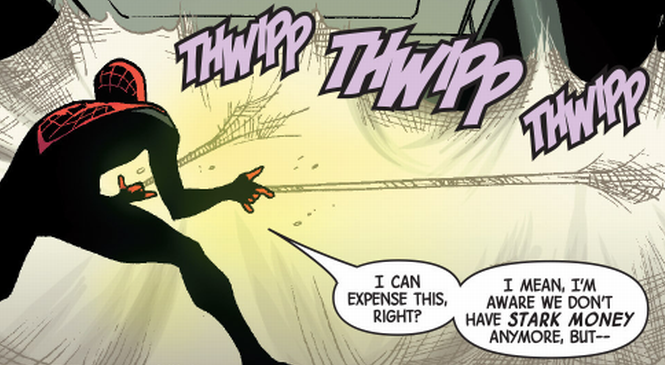 THWIPP
THWIPP
THWIPP
I CAN
EXPENSE THIS,
RIGHT?
I MEAN, I'M
AWARE WE DON'T
HAVE STARK MONEY
ANYMORE, BUT--